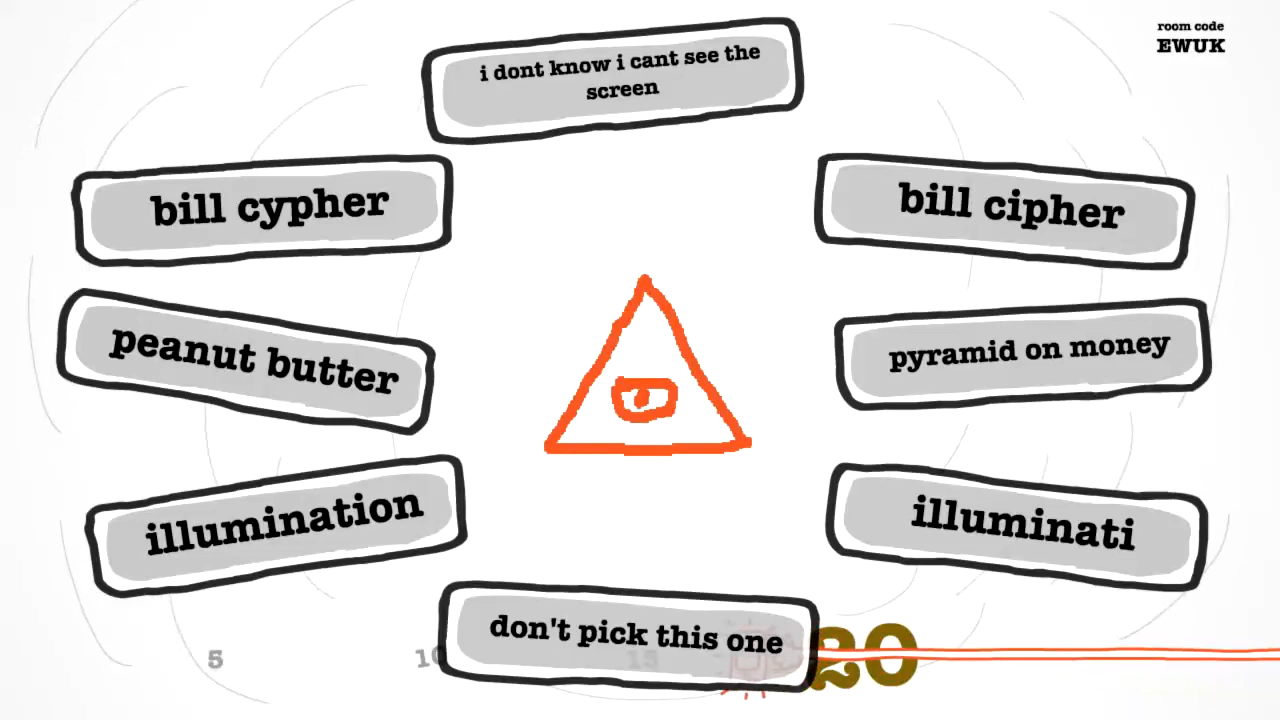 room code
EWUK
i dont know i cant see the
screen
bill cypher
bill cipher
peanut butter
pyramid on money
illumination
illuminati
don't pick this one
5
10
15
20